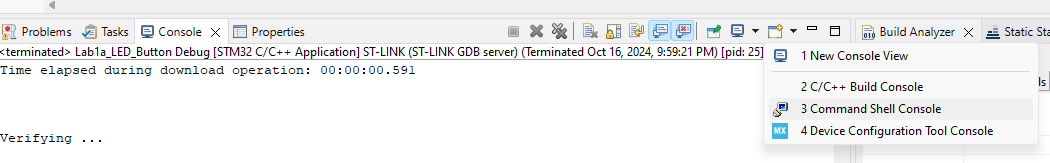 Problems Tasks Console Properties
Build Analyzer Static Sta
<terminated> Lab1a_LED_Button Debug [STM32 C/C++ Application] ST-LINK (ST-LINK GDB server) (Terminated Oct 16, 2024, 9:59:21 PM) [pid: 25]
Time elapsed during download operation: 00:00:00.591
Verifying ...
1 New Console View
2 C/C++ Build Console
3 Command Shell Console
MX 4 Device Configuration Tool Console